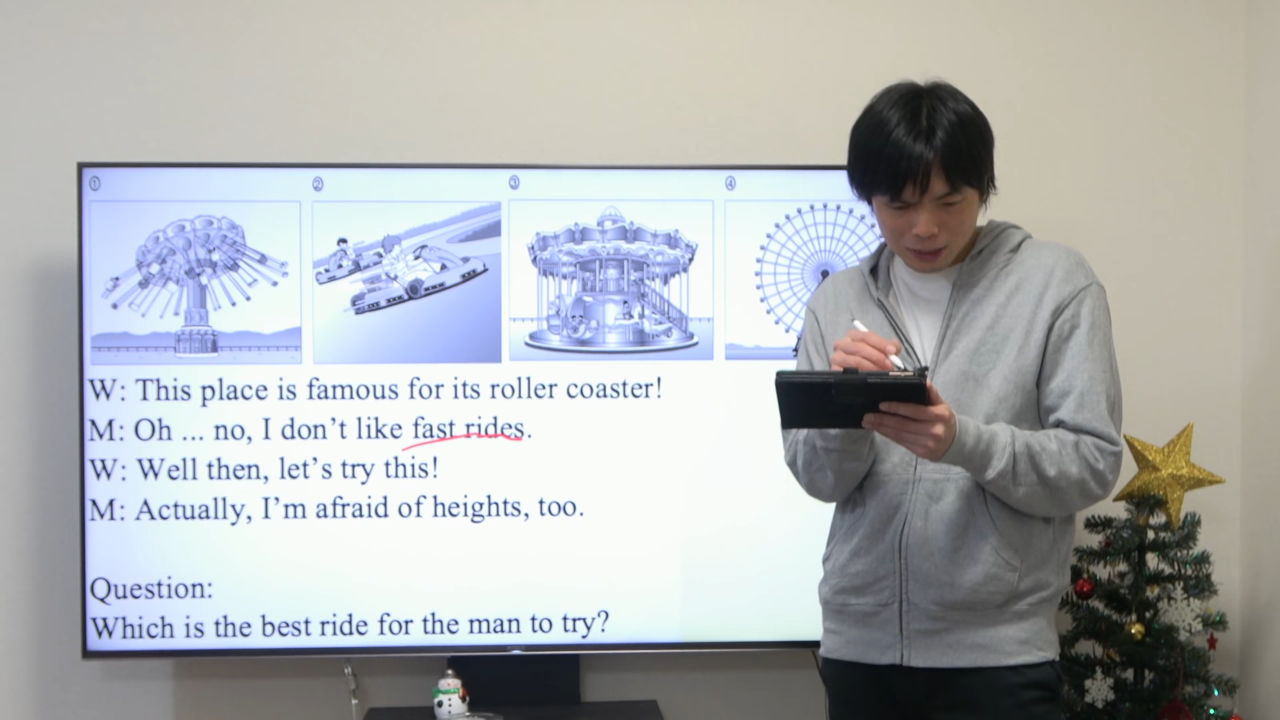 ① ② ③ ④
W: This place is famous for its roller coaster!
M: Oh ... no, I don't like fast rides.
W: Well then, let's try this!
M: Actually, I'm afraid of heights, too.
Question:
Which is the best ride for the man to try?